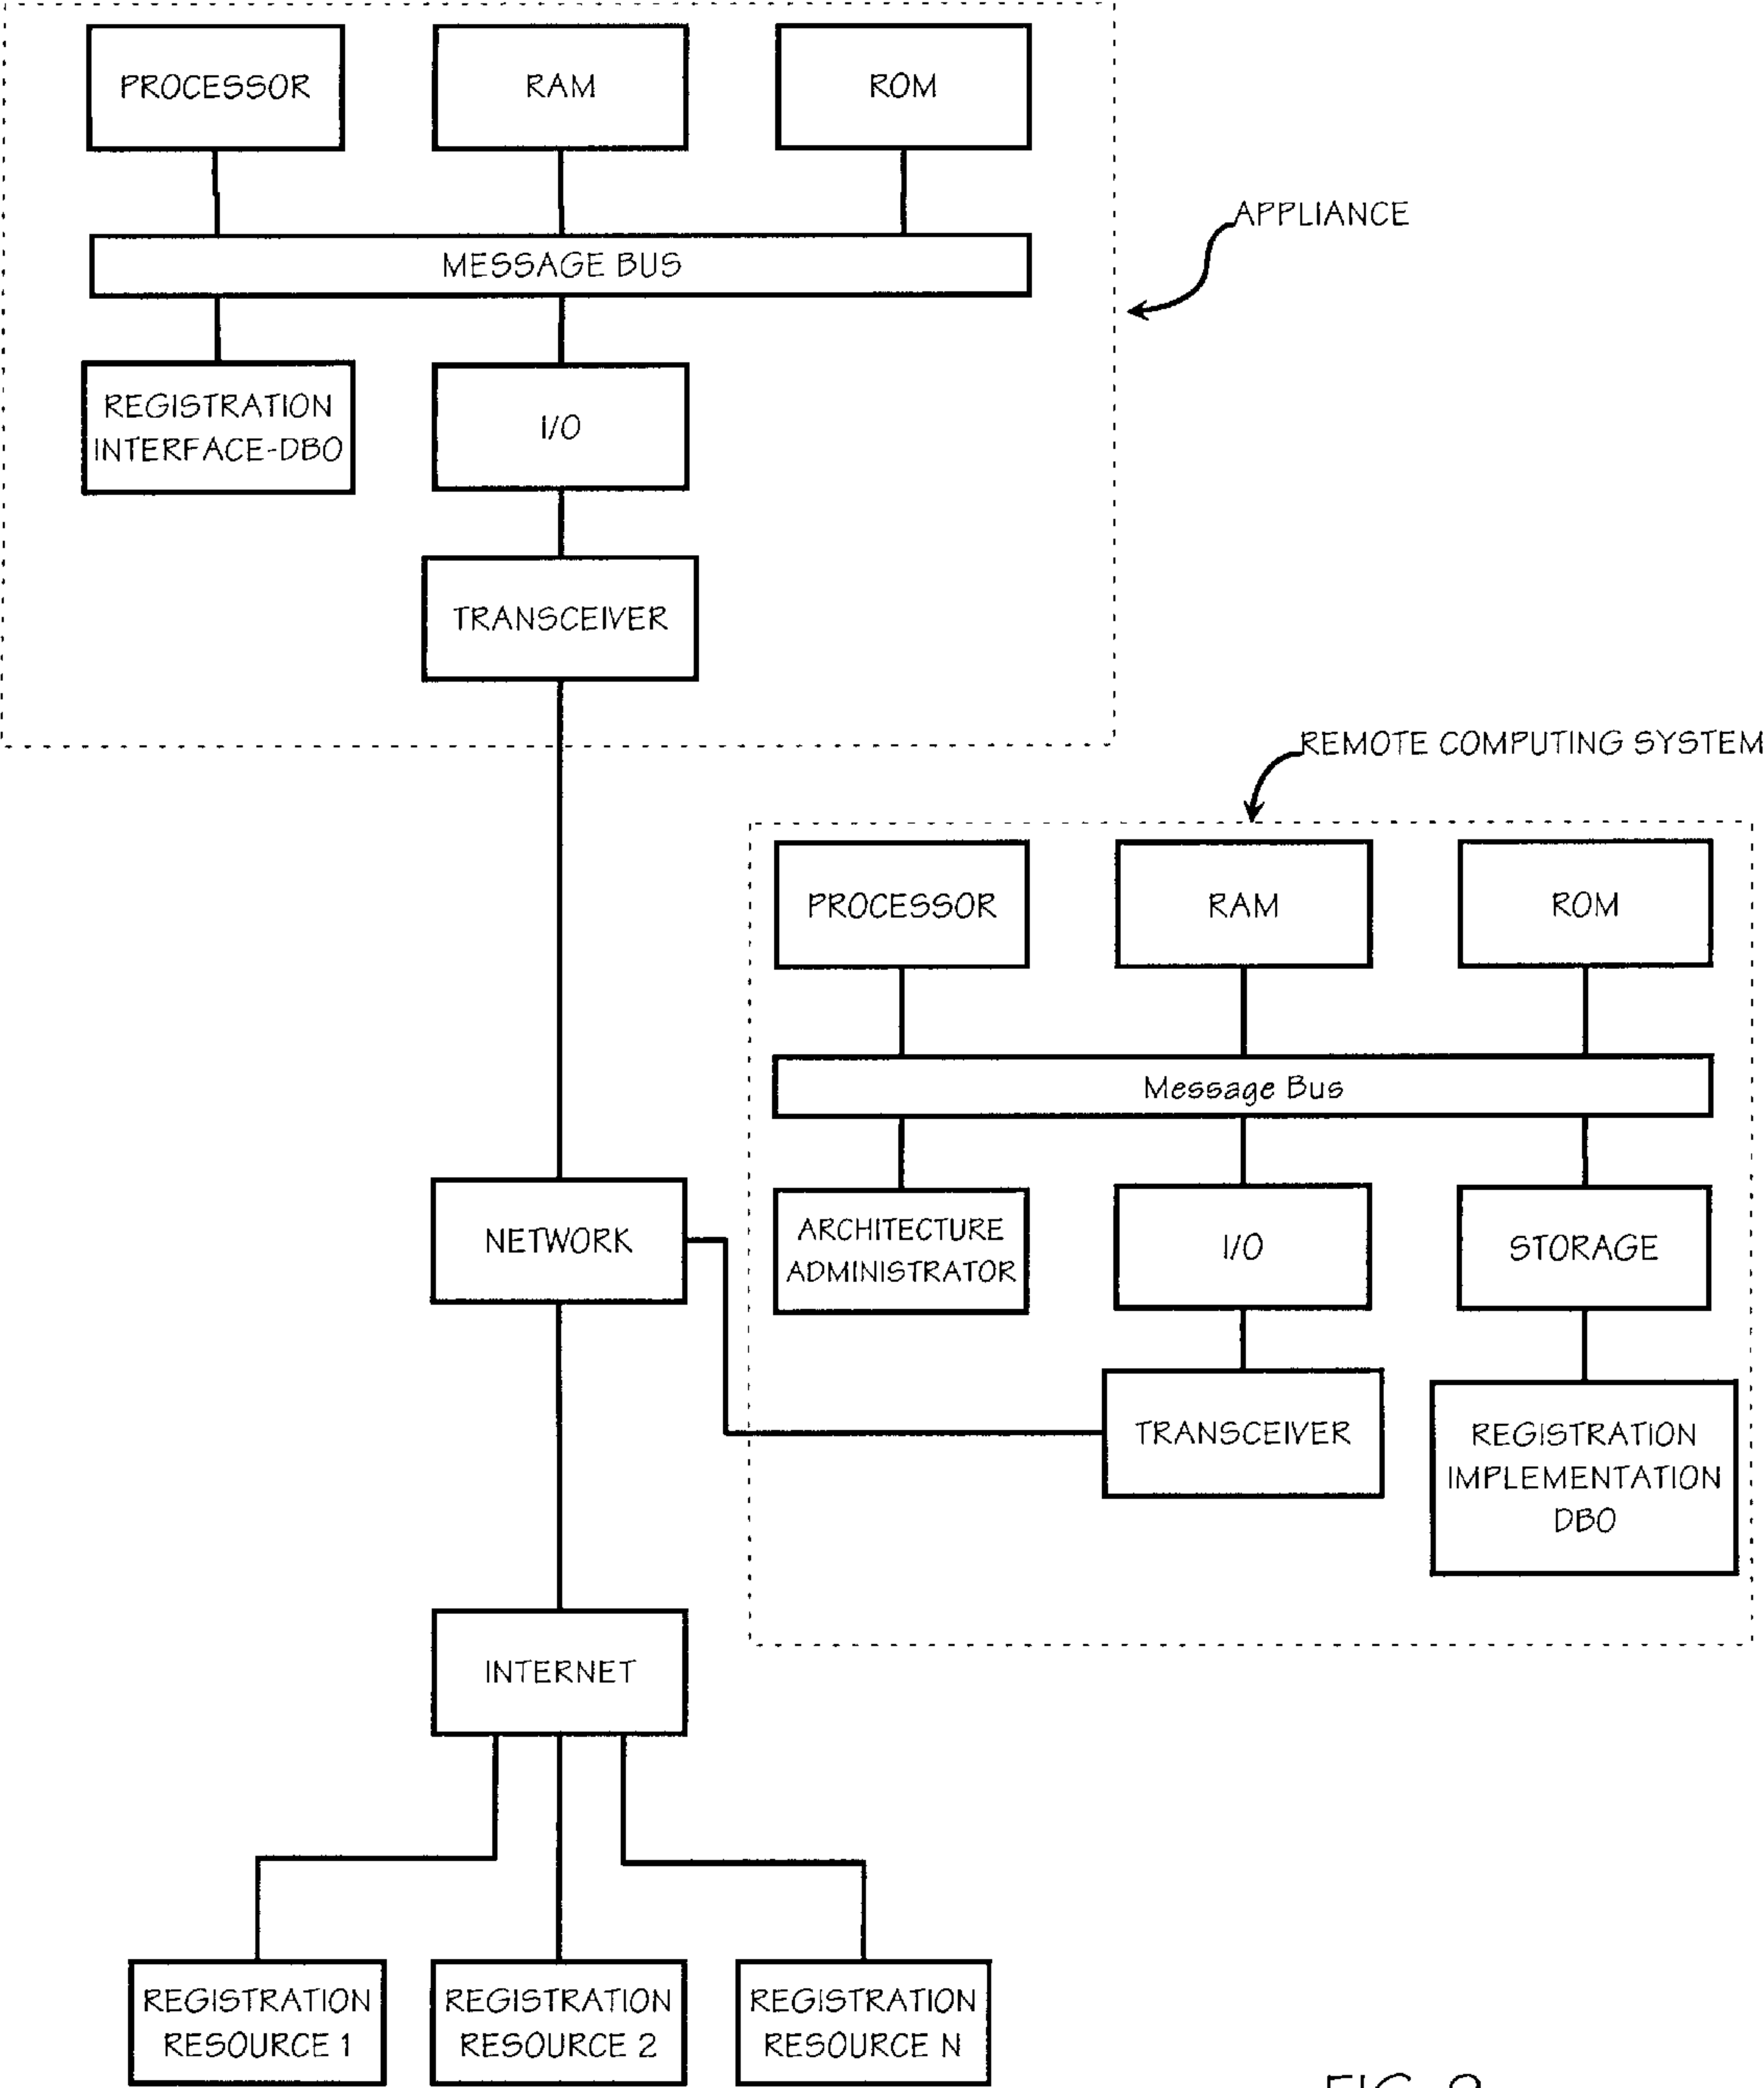 PROCESSOR
RAM
ROM
APPLIANCE
MESSAGE BUS
REGISTRATION
INTERFACE-DBO
I/O
TRANSCEIVER
REMOTE COMPUTING SYSTEM
PROCESSOR
RAM
ROM
Message Bus
NETWORK
ARCHITECTURE
ADMINISTRATOR
I/O
STORAGE
TRANSCEIVER
REGISTRATION
IMPLEMENTATION
DBO
INTERNET
REGISTRATION
RESOURCE 1
REGISTRATION
RESOURCE 2
REGISTRATION
RESOURCE N
FIG.